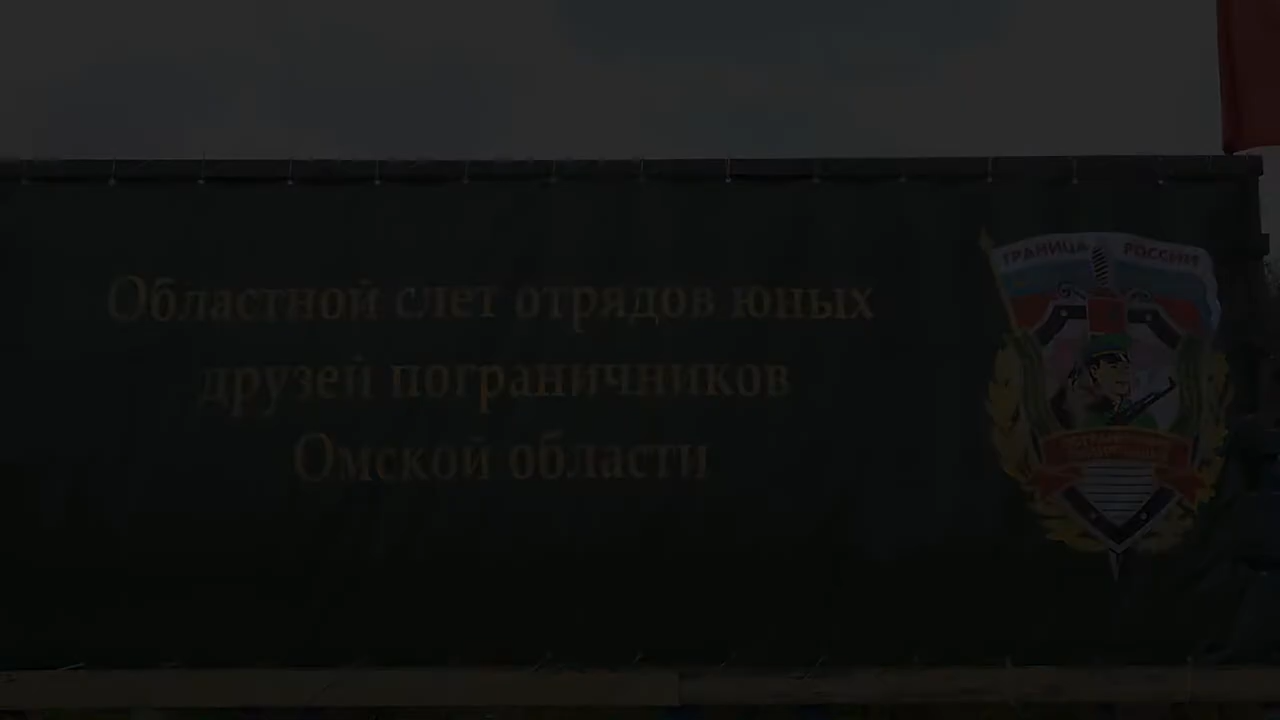 Областной слет отрядов юных
друзей пограничников
Омской области
ГРАНИЦА РОССИИ